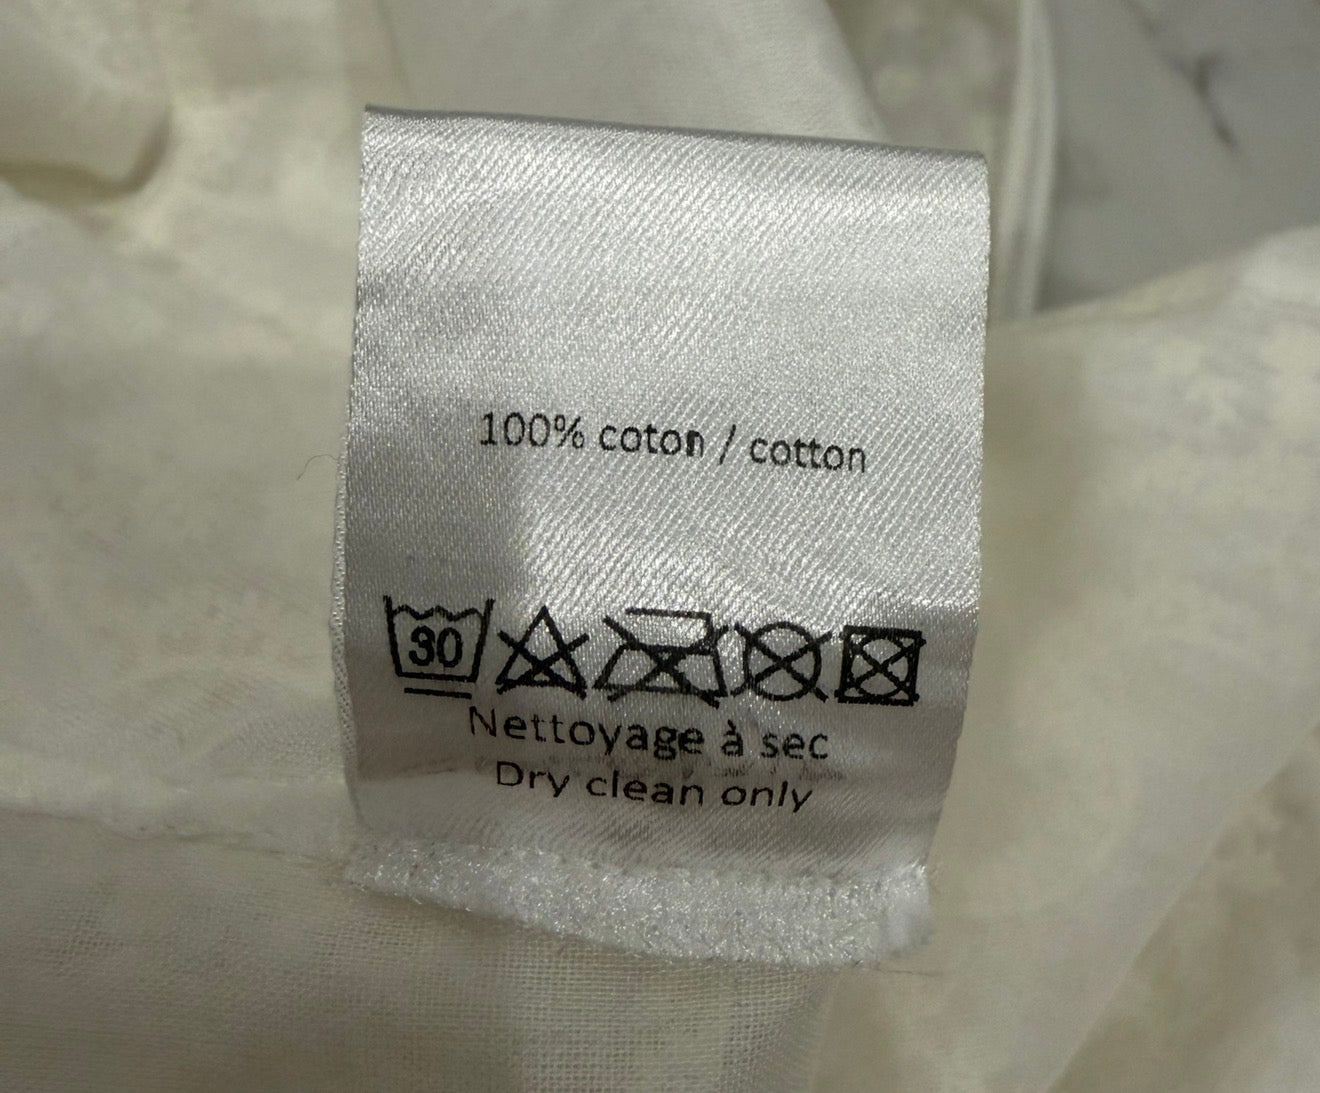 100% coton / cotton
30
Nettoyage à sec
Dry clean only